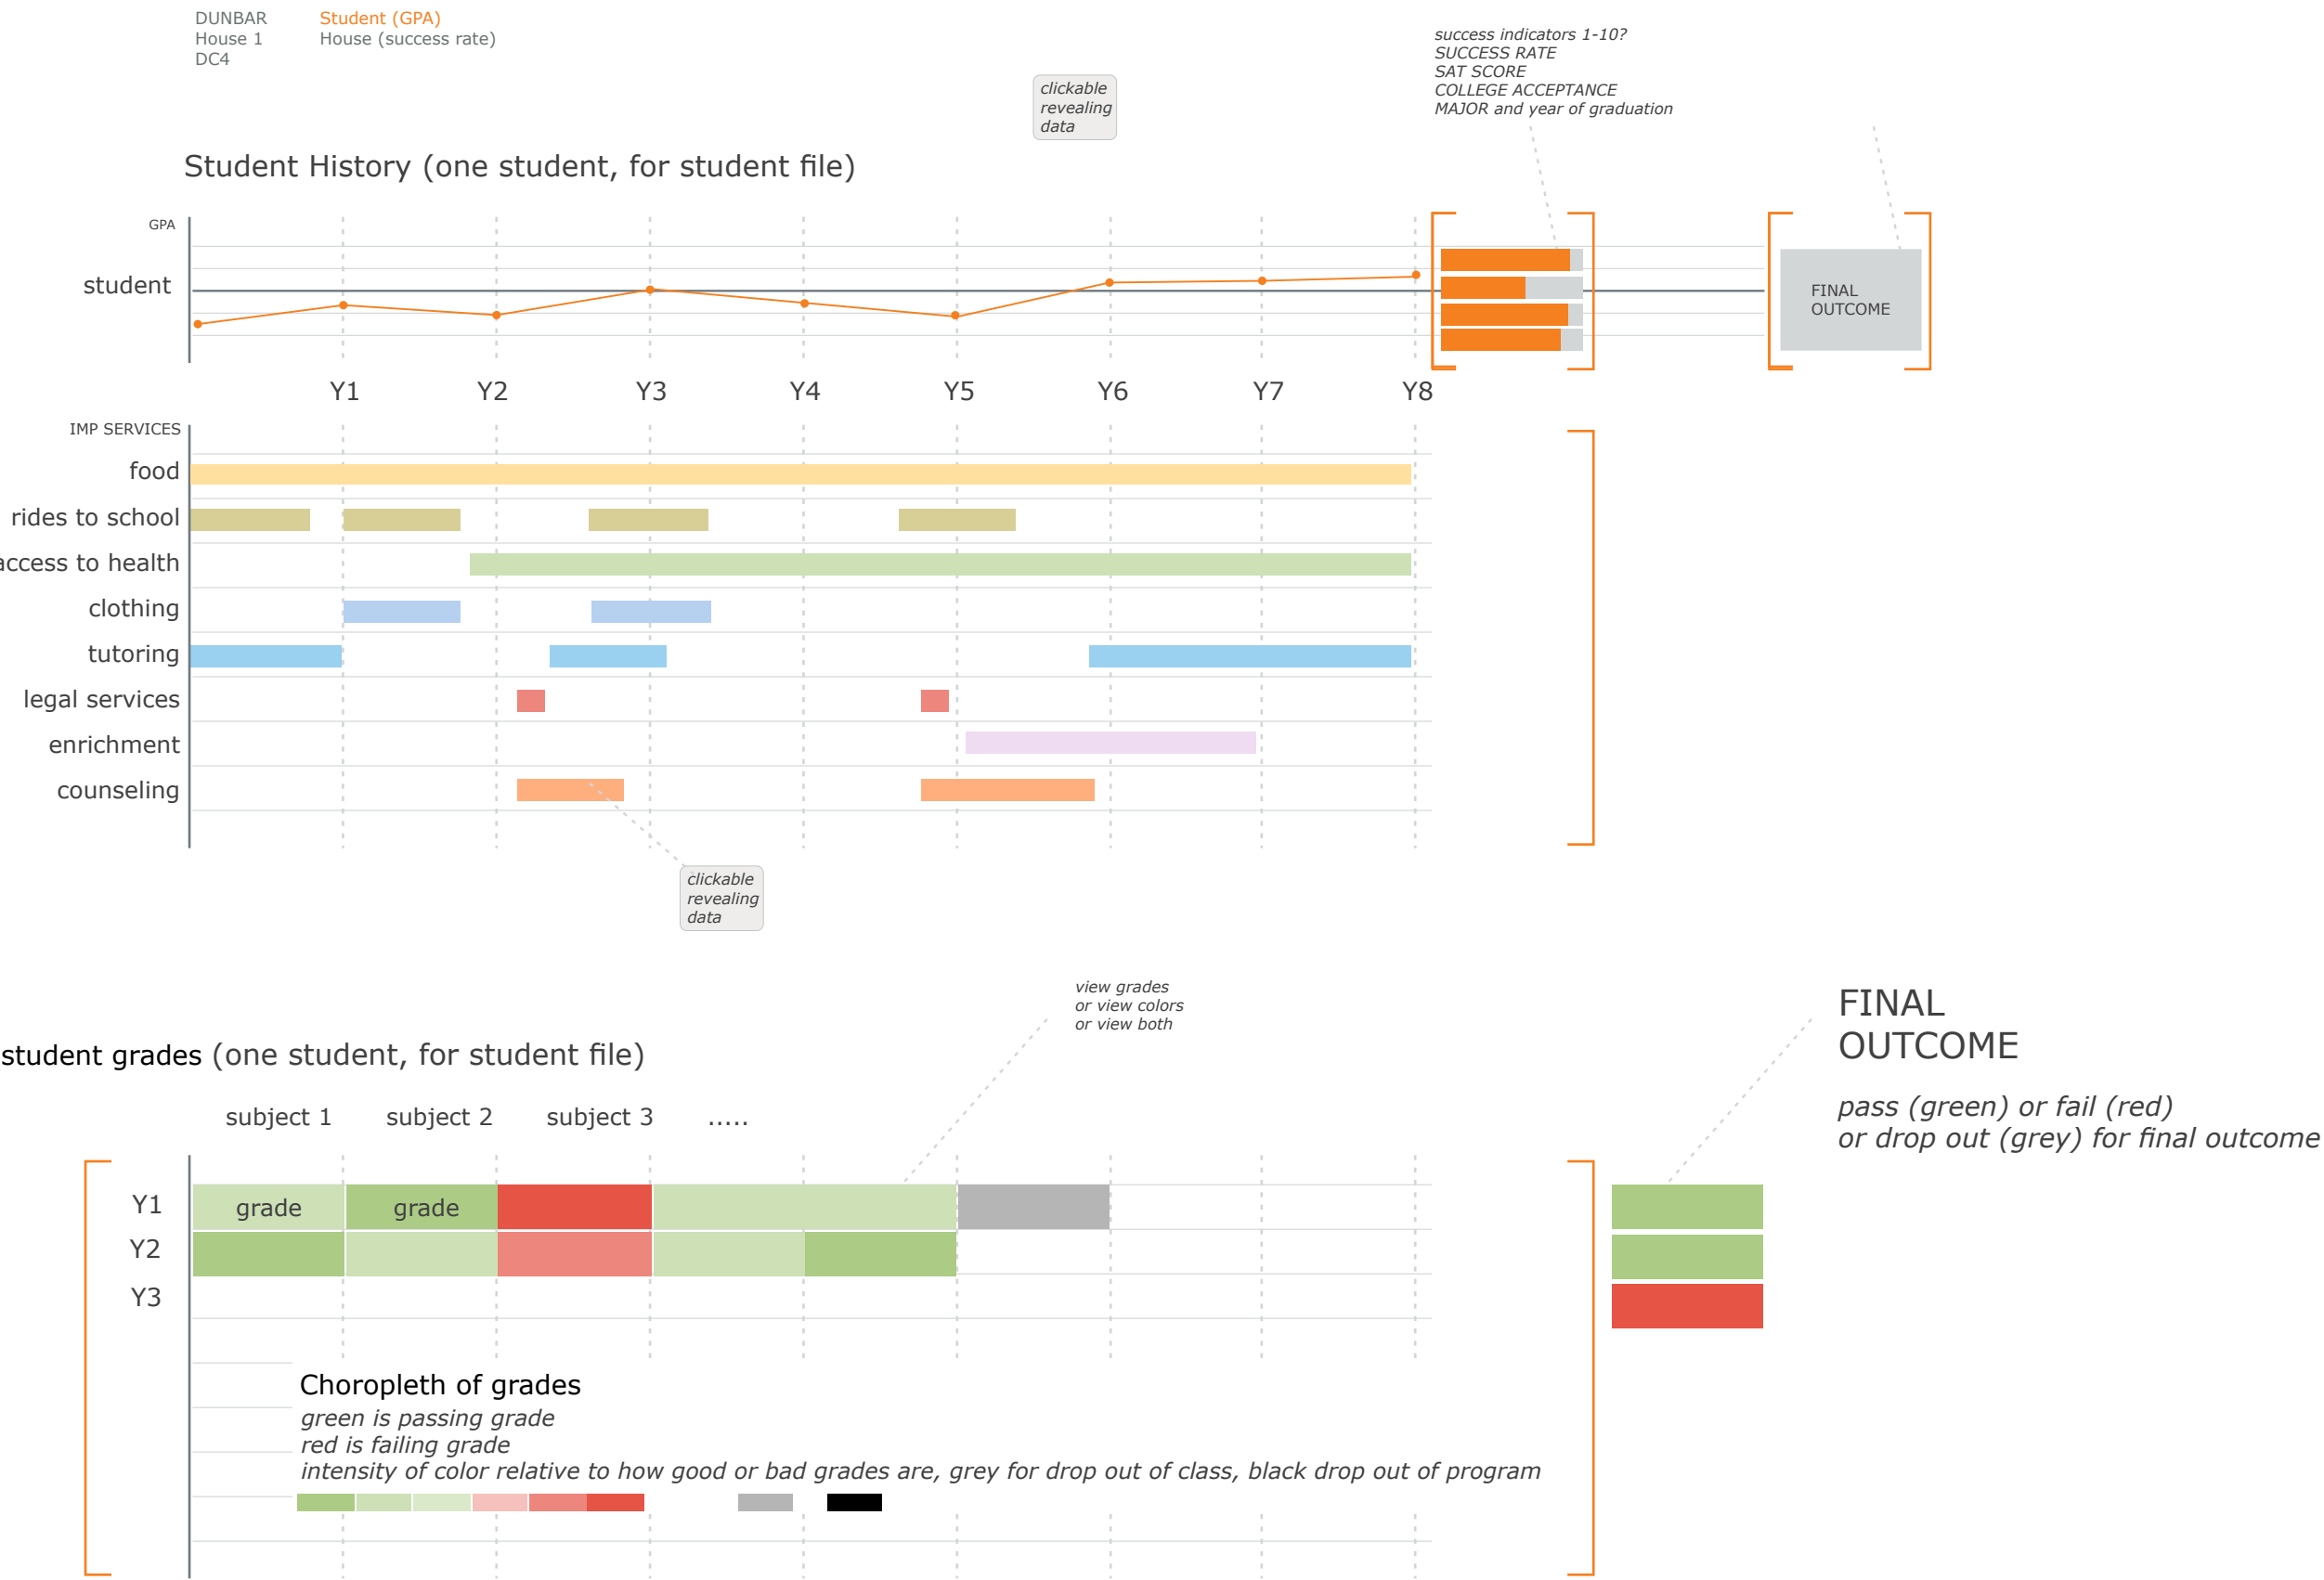 DUNBAR
House 1
DC4
Student (GPA)
House (success rate)
success indicators 1-10?
SUCCESS RATE
SAT SCORE
COLLEGE ACCEPTANCE
MAJOR and year of graduation
clickable
revealing
data
Student History (one student, for student file)
GPA
student
FINAL
OUTCOME
Y1 Y2 Y3 Y4 Y5 Y6 Y7 Y8
IMP SERVICES
food
rides to school
access to health
clothing
tutoring
legal services
enrichment
counseling
clickable
revealing
data
view grades
or view colors
or view both
FINAL
OUTCOME
pass (green) or fail (red)
or drop out (grey) for final outcome
student grades (one student, for student file)
subject 1 subject 2 subject 3 .....
Y1 grade grade
Y2
Y3
Choropleth of grades
green is passing grade
red is failing grade
intensity of color relative to how good or bad grades are, grey for drop out of class, black drop out of program